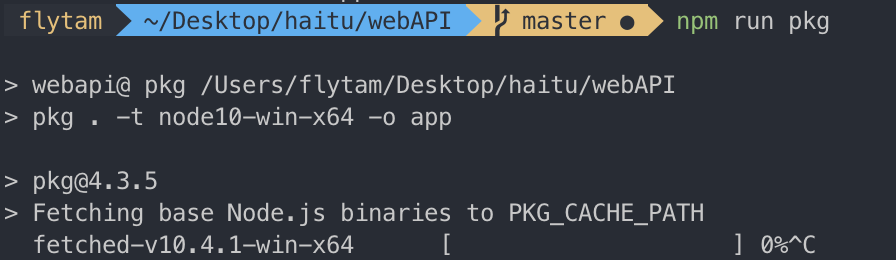 flytam ~/Desktop/haitu/webAPI master ● npm run pkg
> webapi@ pkg /Users/flytam/Desktop/haitu/webAPI
> pkg . -t node10-win-x64 -o app
> pkg@4.3.5
> Fetching base Node.js binaries to PKG_CACHE_PATH
fetched-v10.4.1-win-x64 [ ] 0%^C